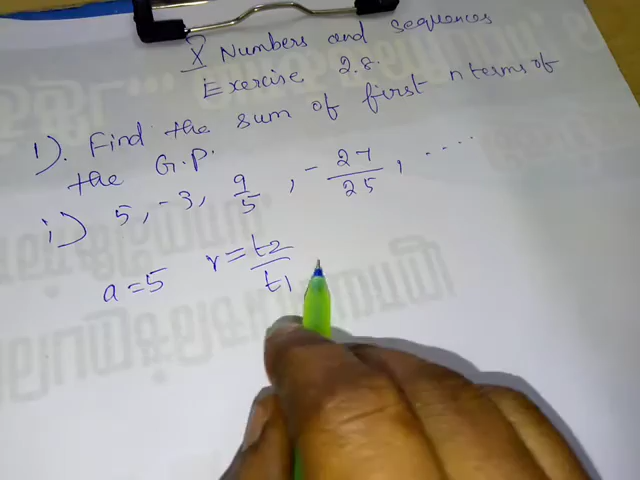 X Numbers and sequences
Exercise 2.8.
1). Find the sum of first n terms of
the G.P.
i) 5, -3, 9/5, -27/25, ....
a = 5 r = t2/t1